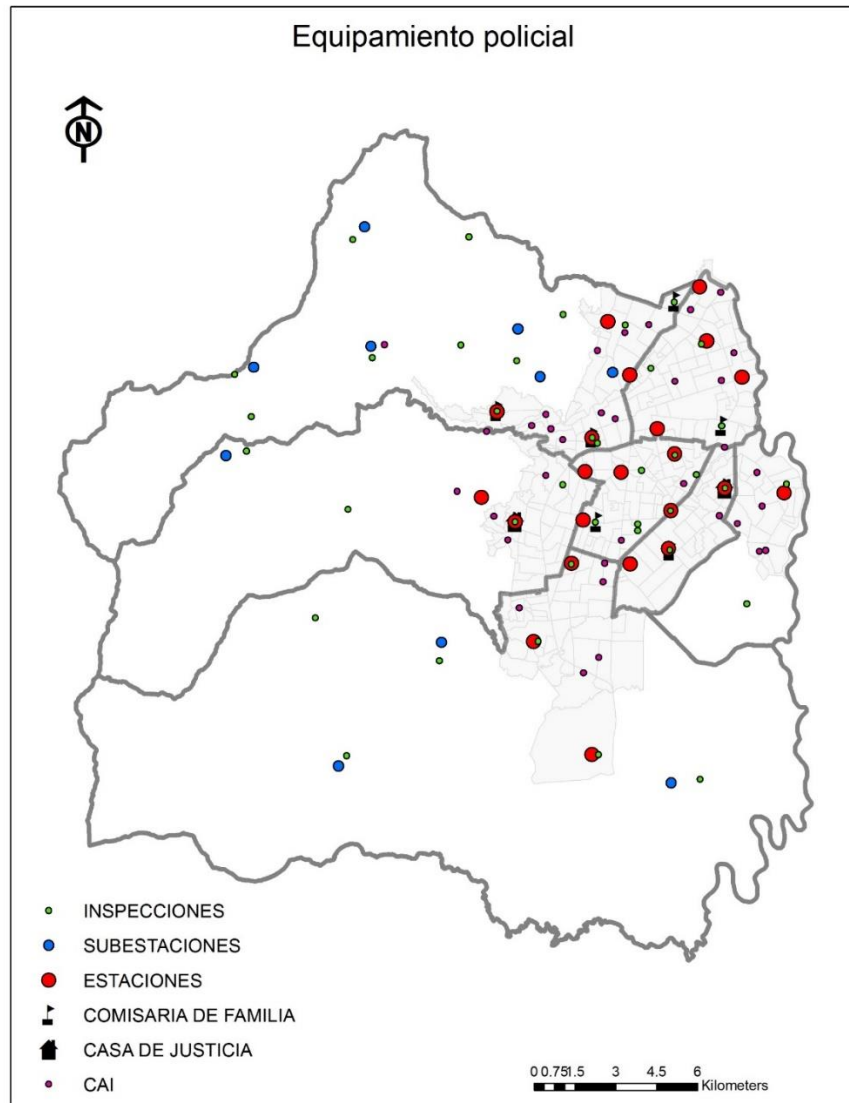 Equipamiento policial
N
INSPECCIONES
SUBESTACIONES
ESTACIONES
COMISARIA DE FAMILIA
CASA DE JUSTICIA
CAI
0 0.75 1.5 3 4.5 6
Kilometers